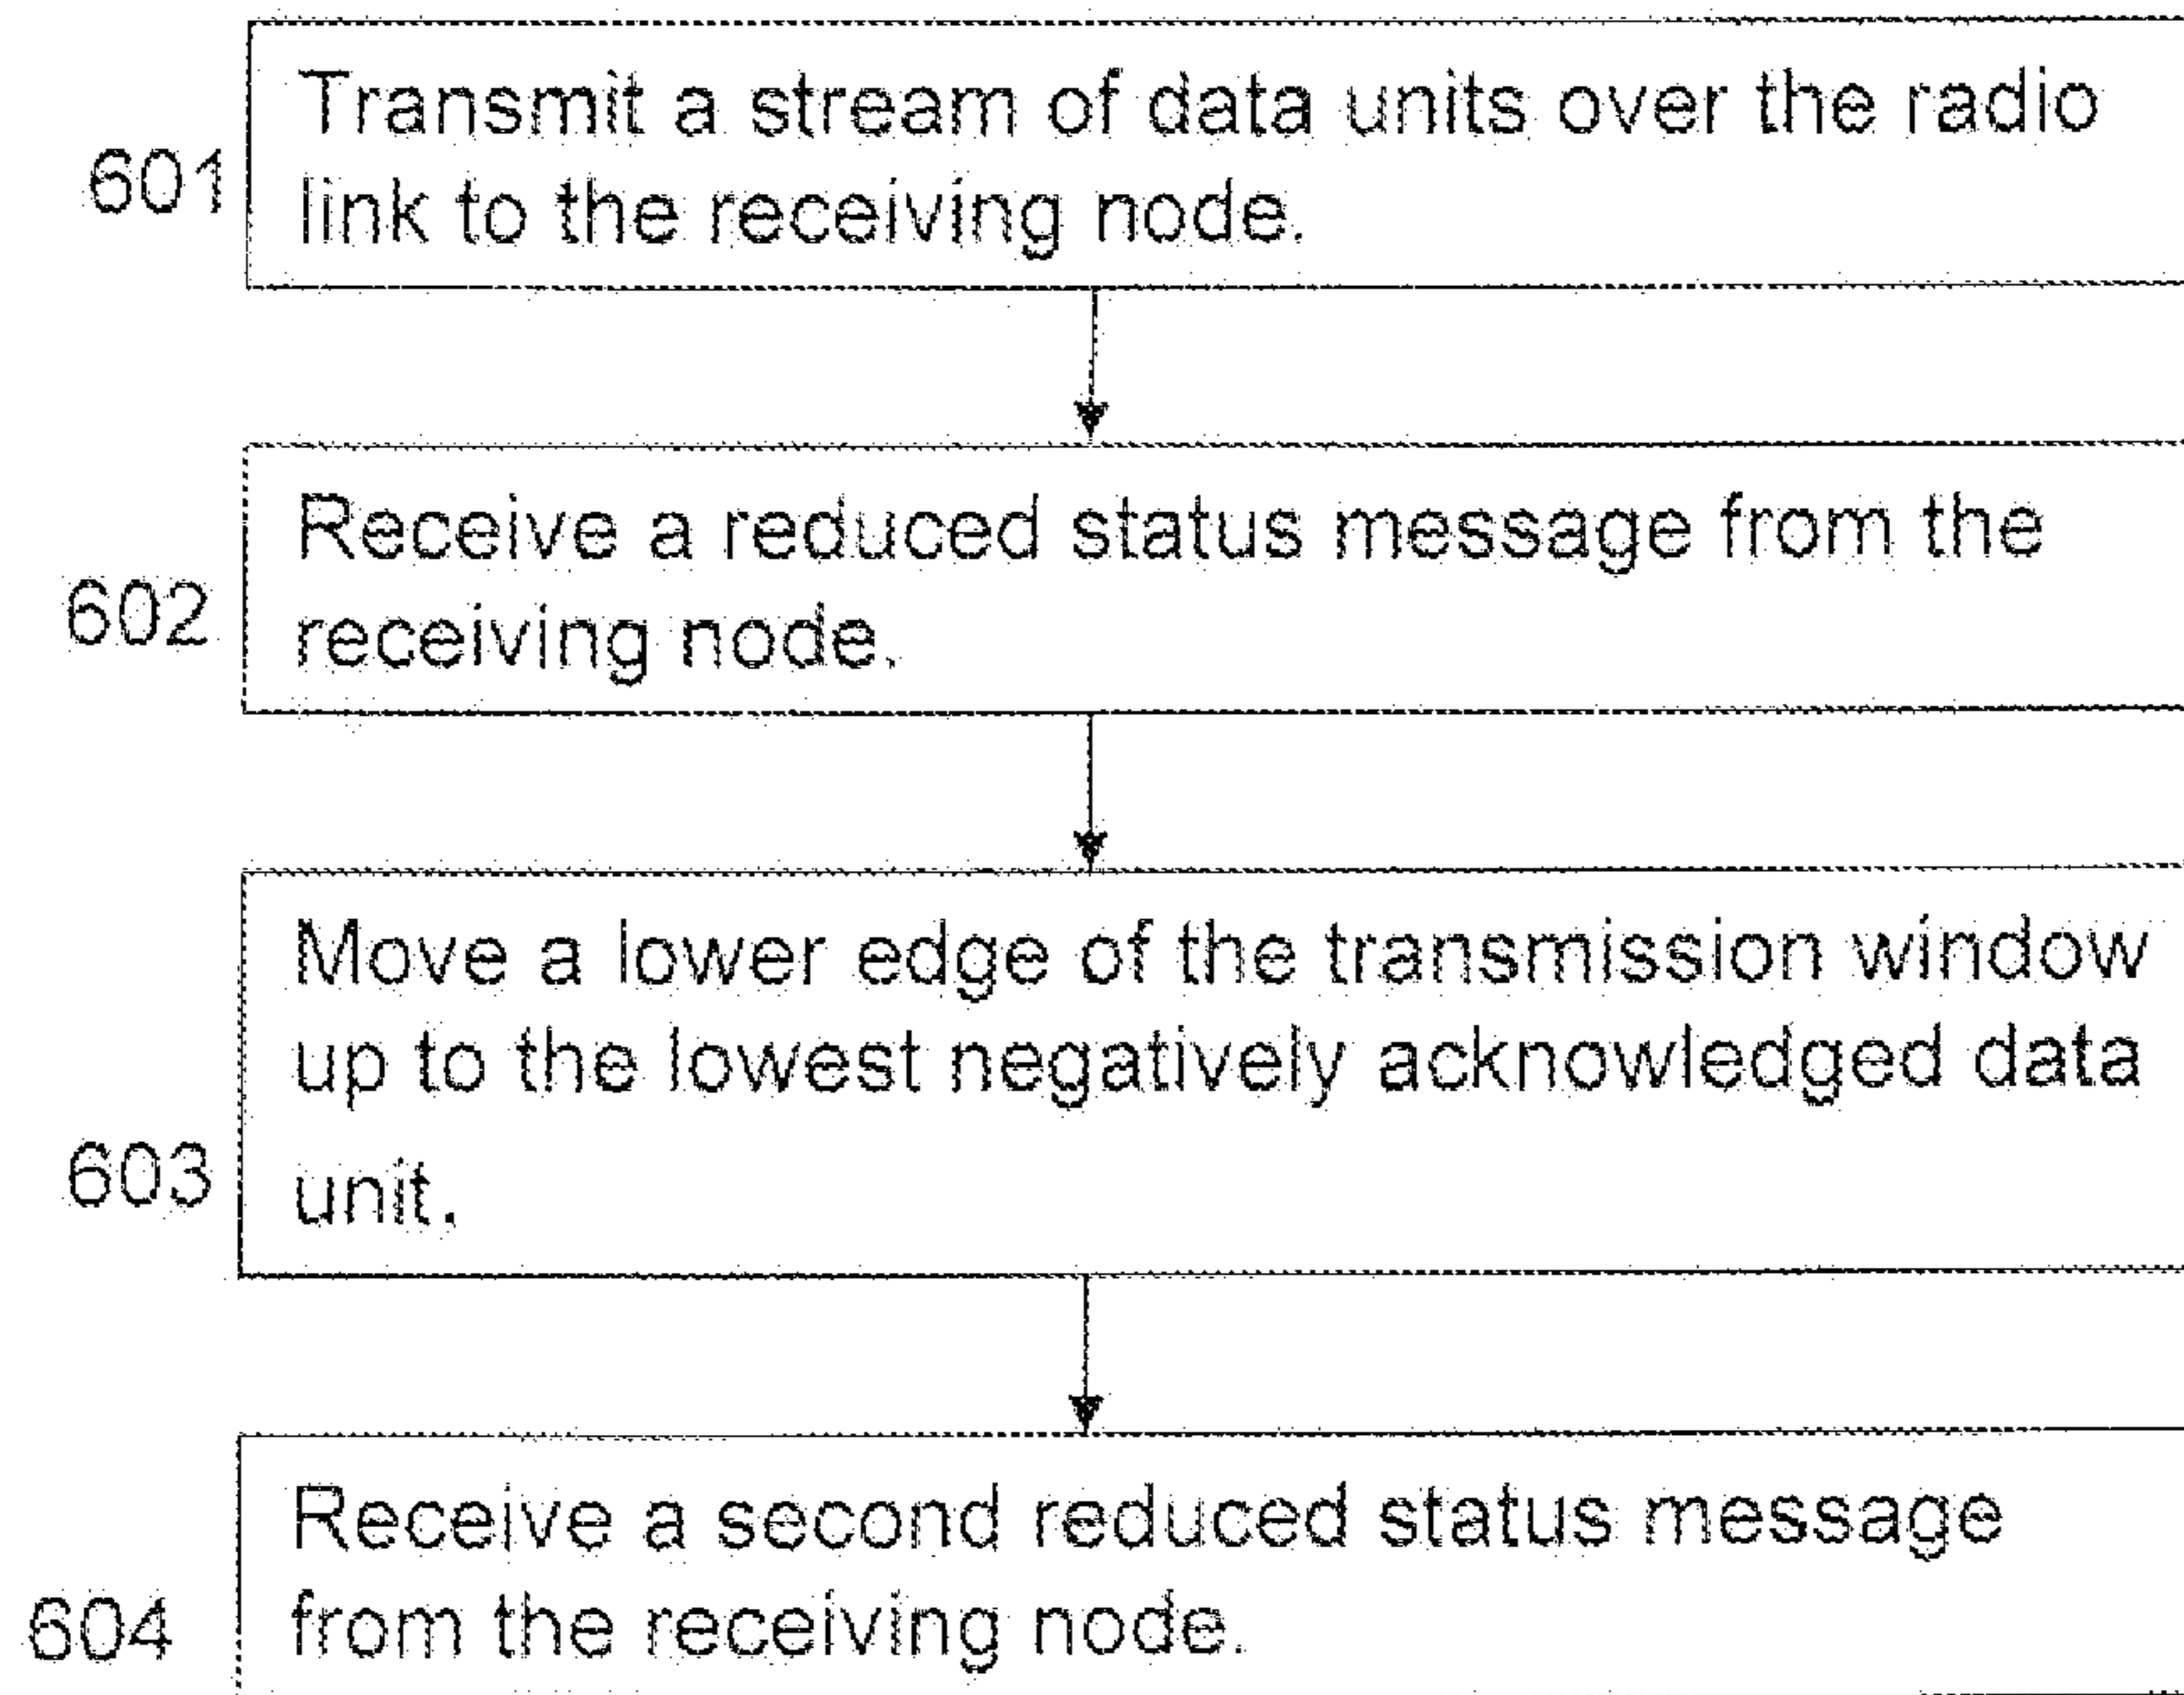 Transmit a stream of data units over the radio
601
link to the receiving node.
Receive a reduced status message from the
602
receiving node.
Move a lower edge of the transmission window
up to the lowest negatively acknowledged data
603
unit.
Receive a second reduced status message
604
from the receiving node.